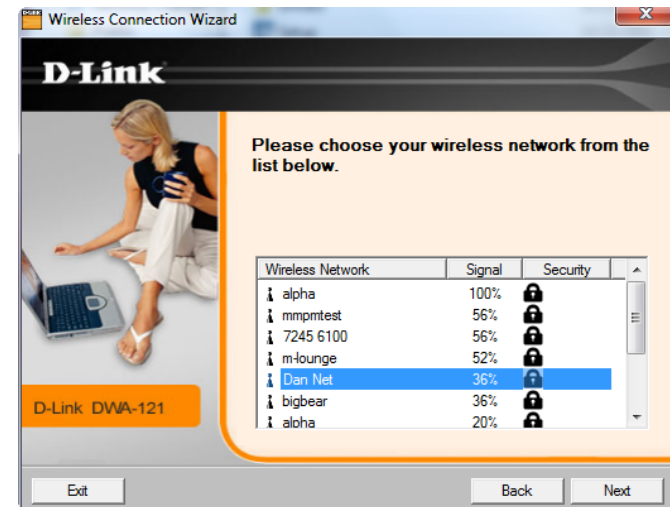 Wireless Connection Wizard
D-Link
Please choose your wireless network from the
list below.
Wireless Network Signal Security
alpha 100%
mmpmtest 56%
7245 6100 56%
m-lounge 52%
Dan Net 36%
bigbear 36%
alpha 20%
D-Link DWA-121
Exit Back Next